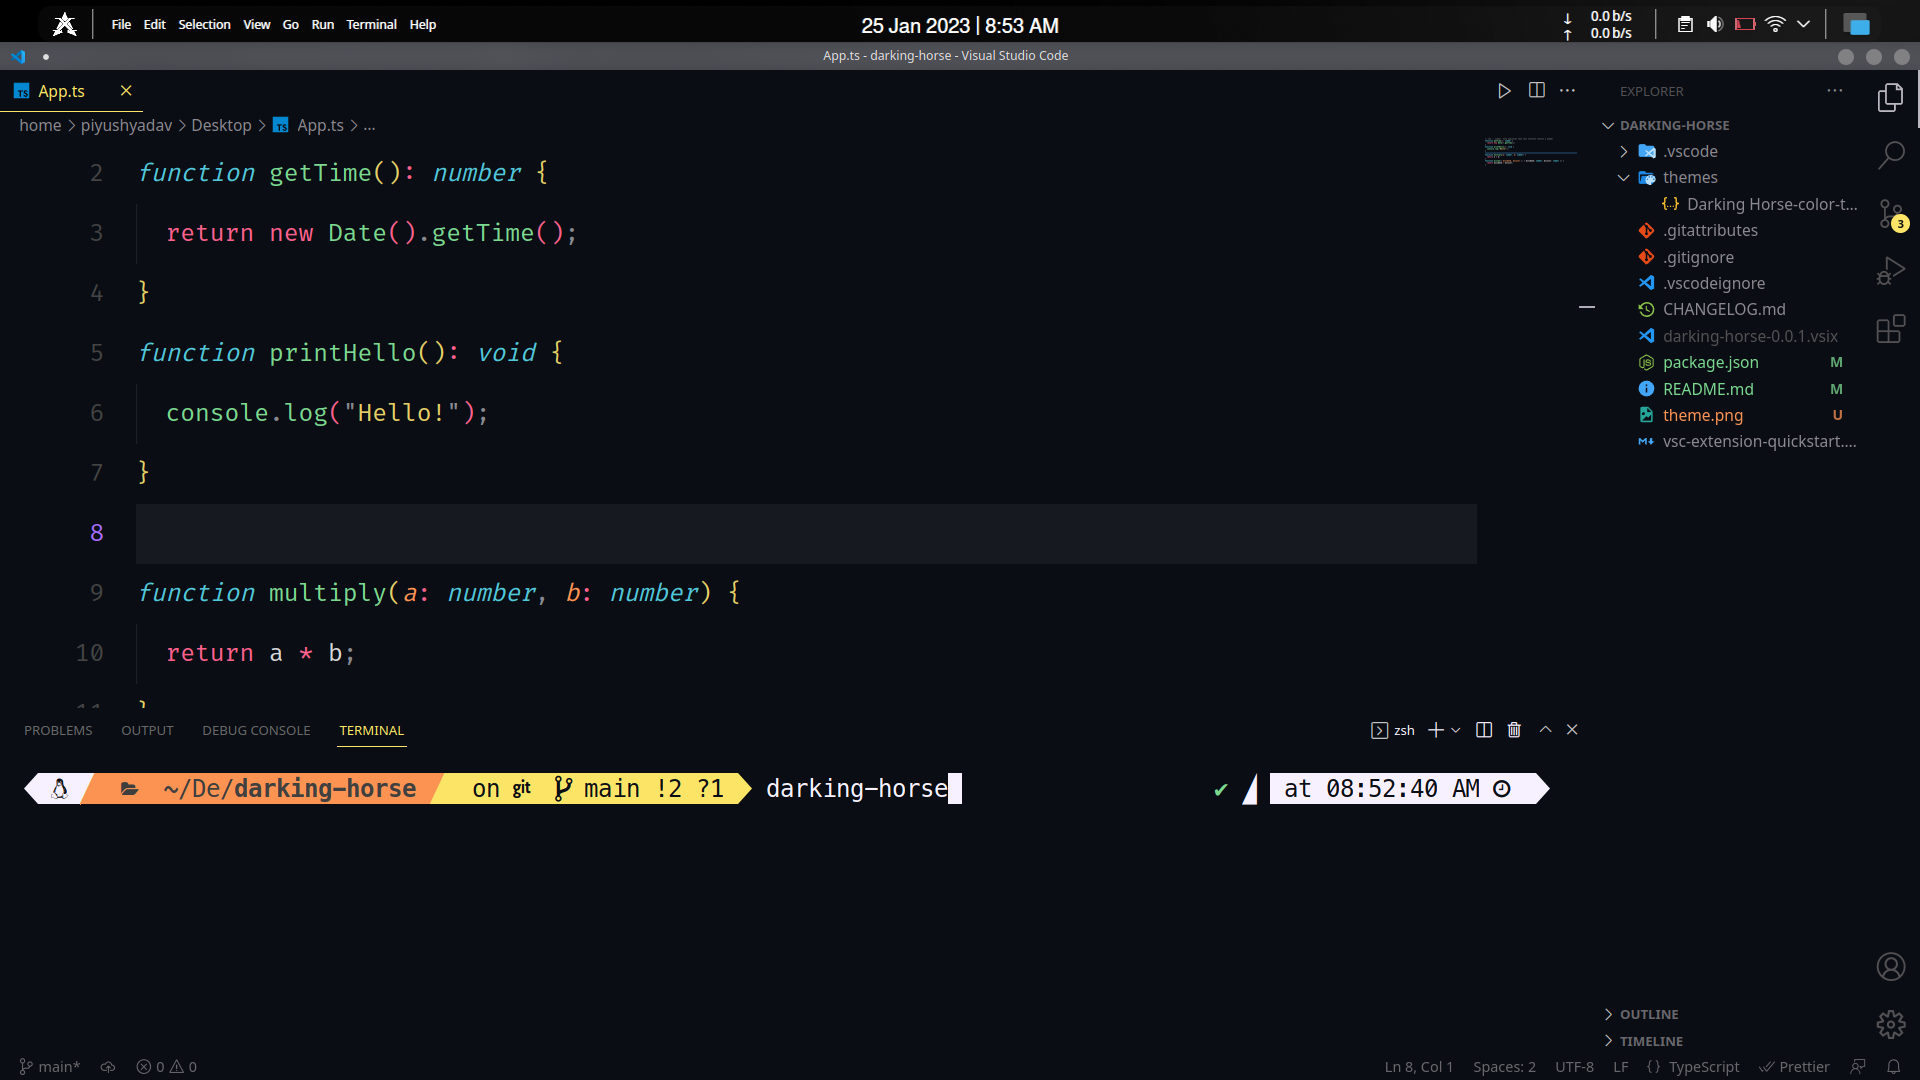 File Edit Selection View Go Run Terminal Help
25 Jan 2023 | 8:53 AM
↓ 0.0 b/s
↑ 0.0 b/s
App.ts - darking-horse - Visual Studio Code
App.ts
home > piyushyadav > Desktop > App.ts > ...
2 function getTime(): number {
3 return new Date().getTime();
4 }
5 function printHello(): void {
6 console.log("Hello!");
7 }
8
9 function multiply(a: number, b: number) {
10 return a * b;
11 }
EXPLORER
DARKING-HORSE
.vscode
themes
{..} Darking Horse-color-t...
.gitattributes
.gitignore
.vscodeignore
CHANGELOG.md
darking-horse-0.0.1.vsix
package.json M
README.md M
theme.png U
vsc-extension-quickstart....
3
PROBLEMS OUTPUT DEBUG CONSOLE TERMINAL
zsh
~/De/darking-horse on git main !2 ?1 darking-horse
✔ at 08:52:40 AM
OUTLINE
TIMELINE
main* 0 0
Ln 8, Col 1 Spaces: 2 UTF-8 LF {} TypeScript Prettier